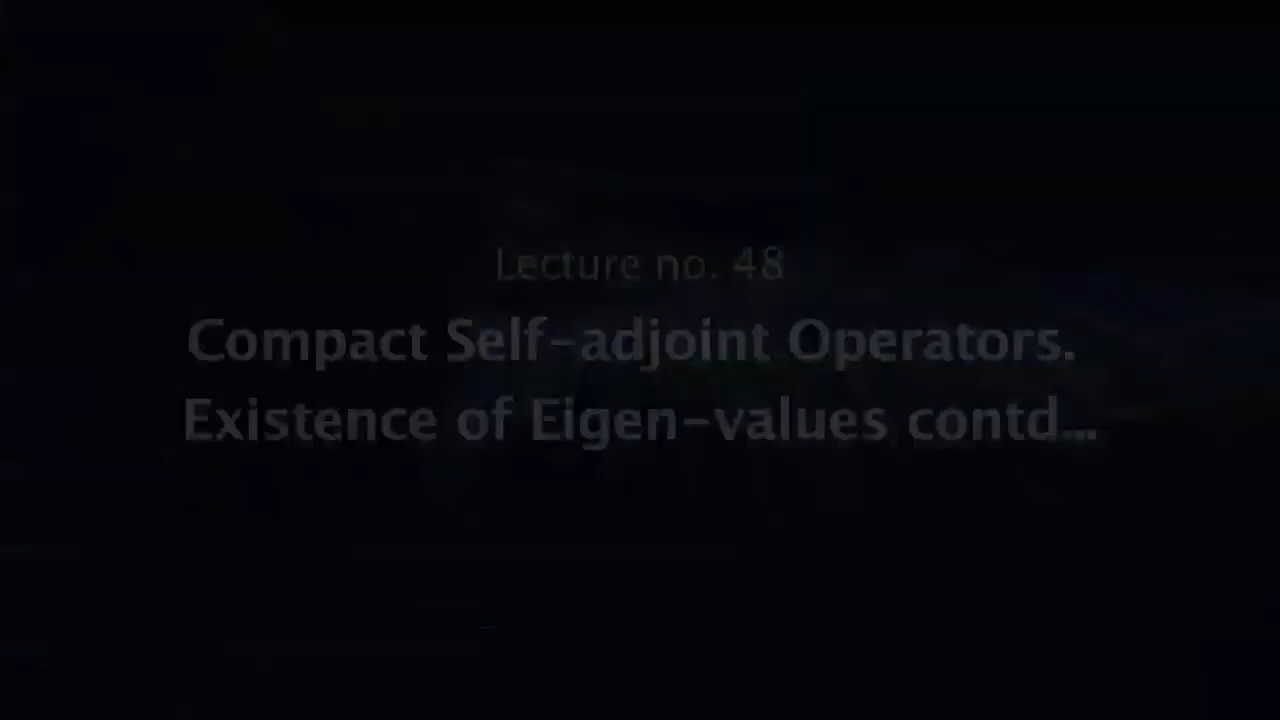 Lecture no. 48
Compact Self-adjoint Operators.
Existence of Eigen-values contd...